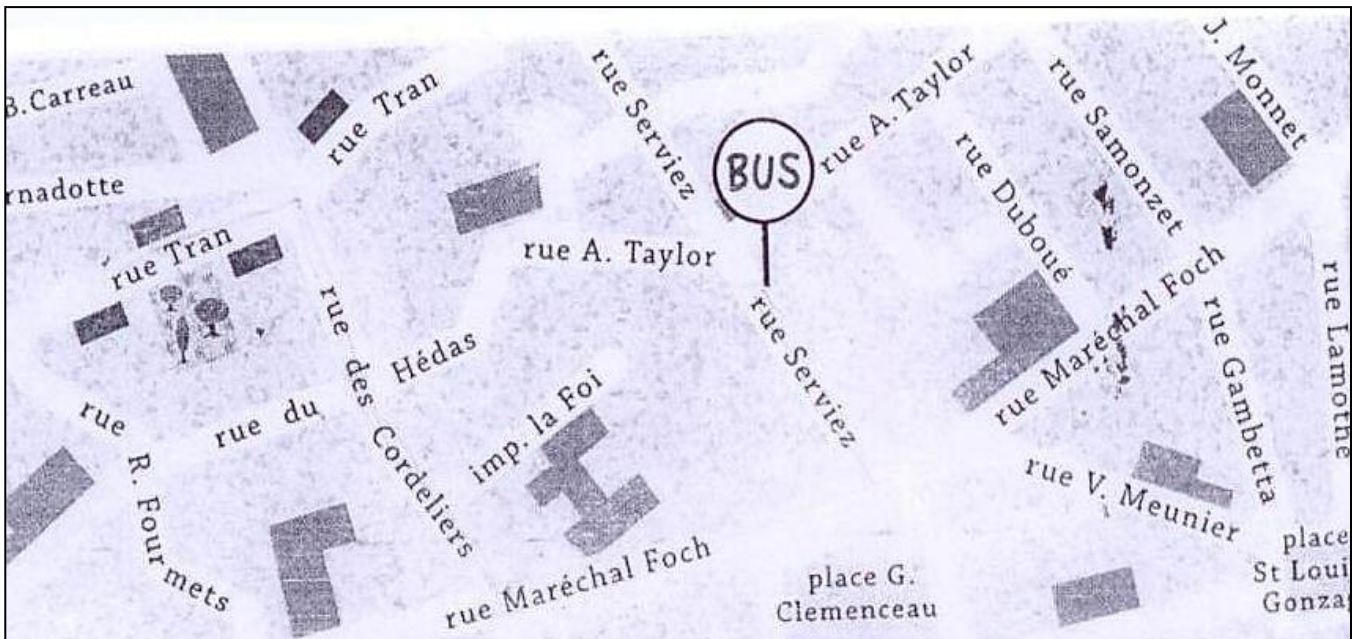 B. Carreau
rue Tran
rue Serviez
BUS
rue A. Taylor
rue Samonzet
J. Monnet
rue Duboué
rnadotte
rue Tran
rue A. Taylor
rue Maréchal Foch
rue Lamothe
rue des Cordeliers
rue du Hédas
rue Serviez
rue Gambetta
imp. la Foi
rue R. Fourmets
rue V. Meunier
rue Maréchal Foch
place G.
Clemenceau
place
St Loui
Gonza